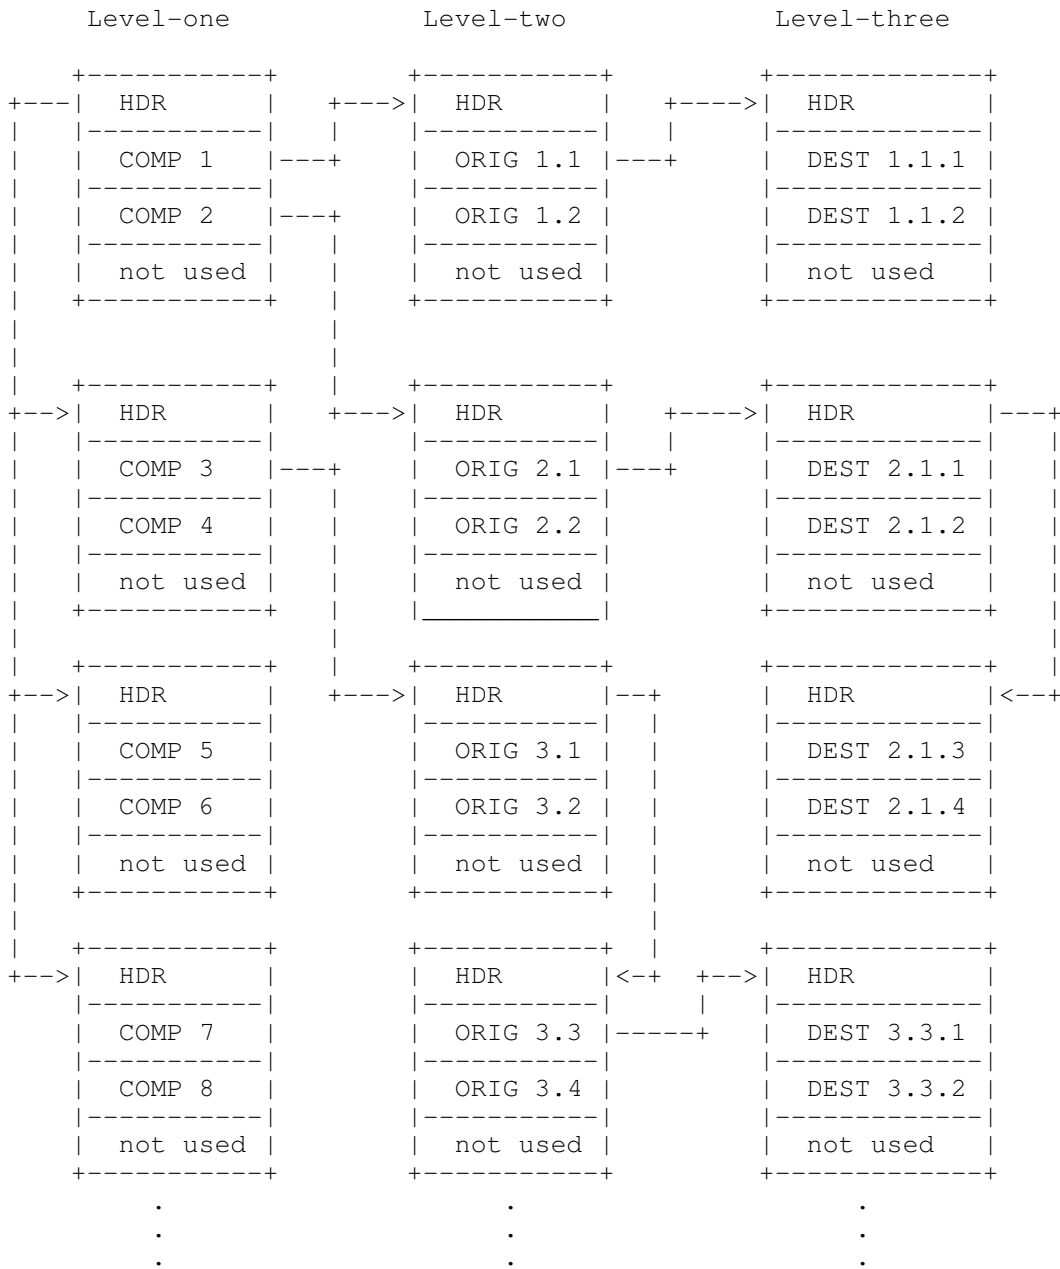 Level-one Level-two Level-three
HDR HDR HDR
COMP 1 ORIG 1.1 DEST 1.1.1
COMP 2 ORIG 1.2 DEST 1.1.2
not used not used not used
HDR HDR HDR
COMP 3 ORIG 2.1 DEST 2.1.1
COMP 4 ORIG 2.2 DEST 2.1.2
not used not used not used
HDR HDR HDR
COMP 5 ORIG 3.1 DEST 2.1.3
COMP 6 ORIG 3.2 DEST 2.1.4
not used not used not used
HDR HDR HDR
COMP 7 ORIG 3.3 DEST 3.3.1
COMP 8 ORIG 3.4 DEST 3.3.2
not used not used not used
. . .
. . .
. . .